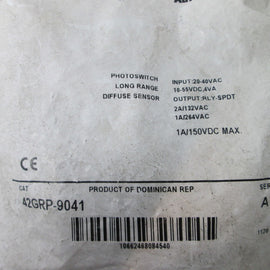 PHOTOSWITCH
LONG RANGE
DIFFUSE SENSOR
INPUT:20-40VAC
10-55VDC,4VA
OUTPUT:RLY-SPDT
2A/132VAC
1A/264VAC
1A/150VDC MAX.
CE
CAT
PRODUCT OF DOMINICAN REP
42GRP-9041
10662468084540